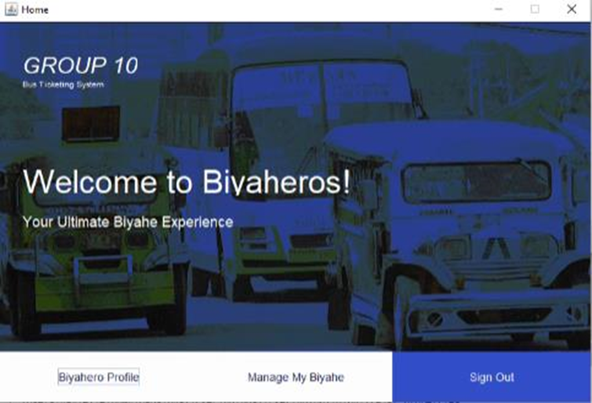 Home
GROUP 10
Bus Ticketing System
Welcome to Biyaheros!
Your Ultimate Biyahe Experience
Biyahero Profile
Manage My Biyahe
Sign Out